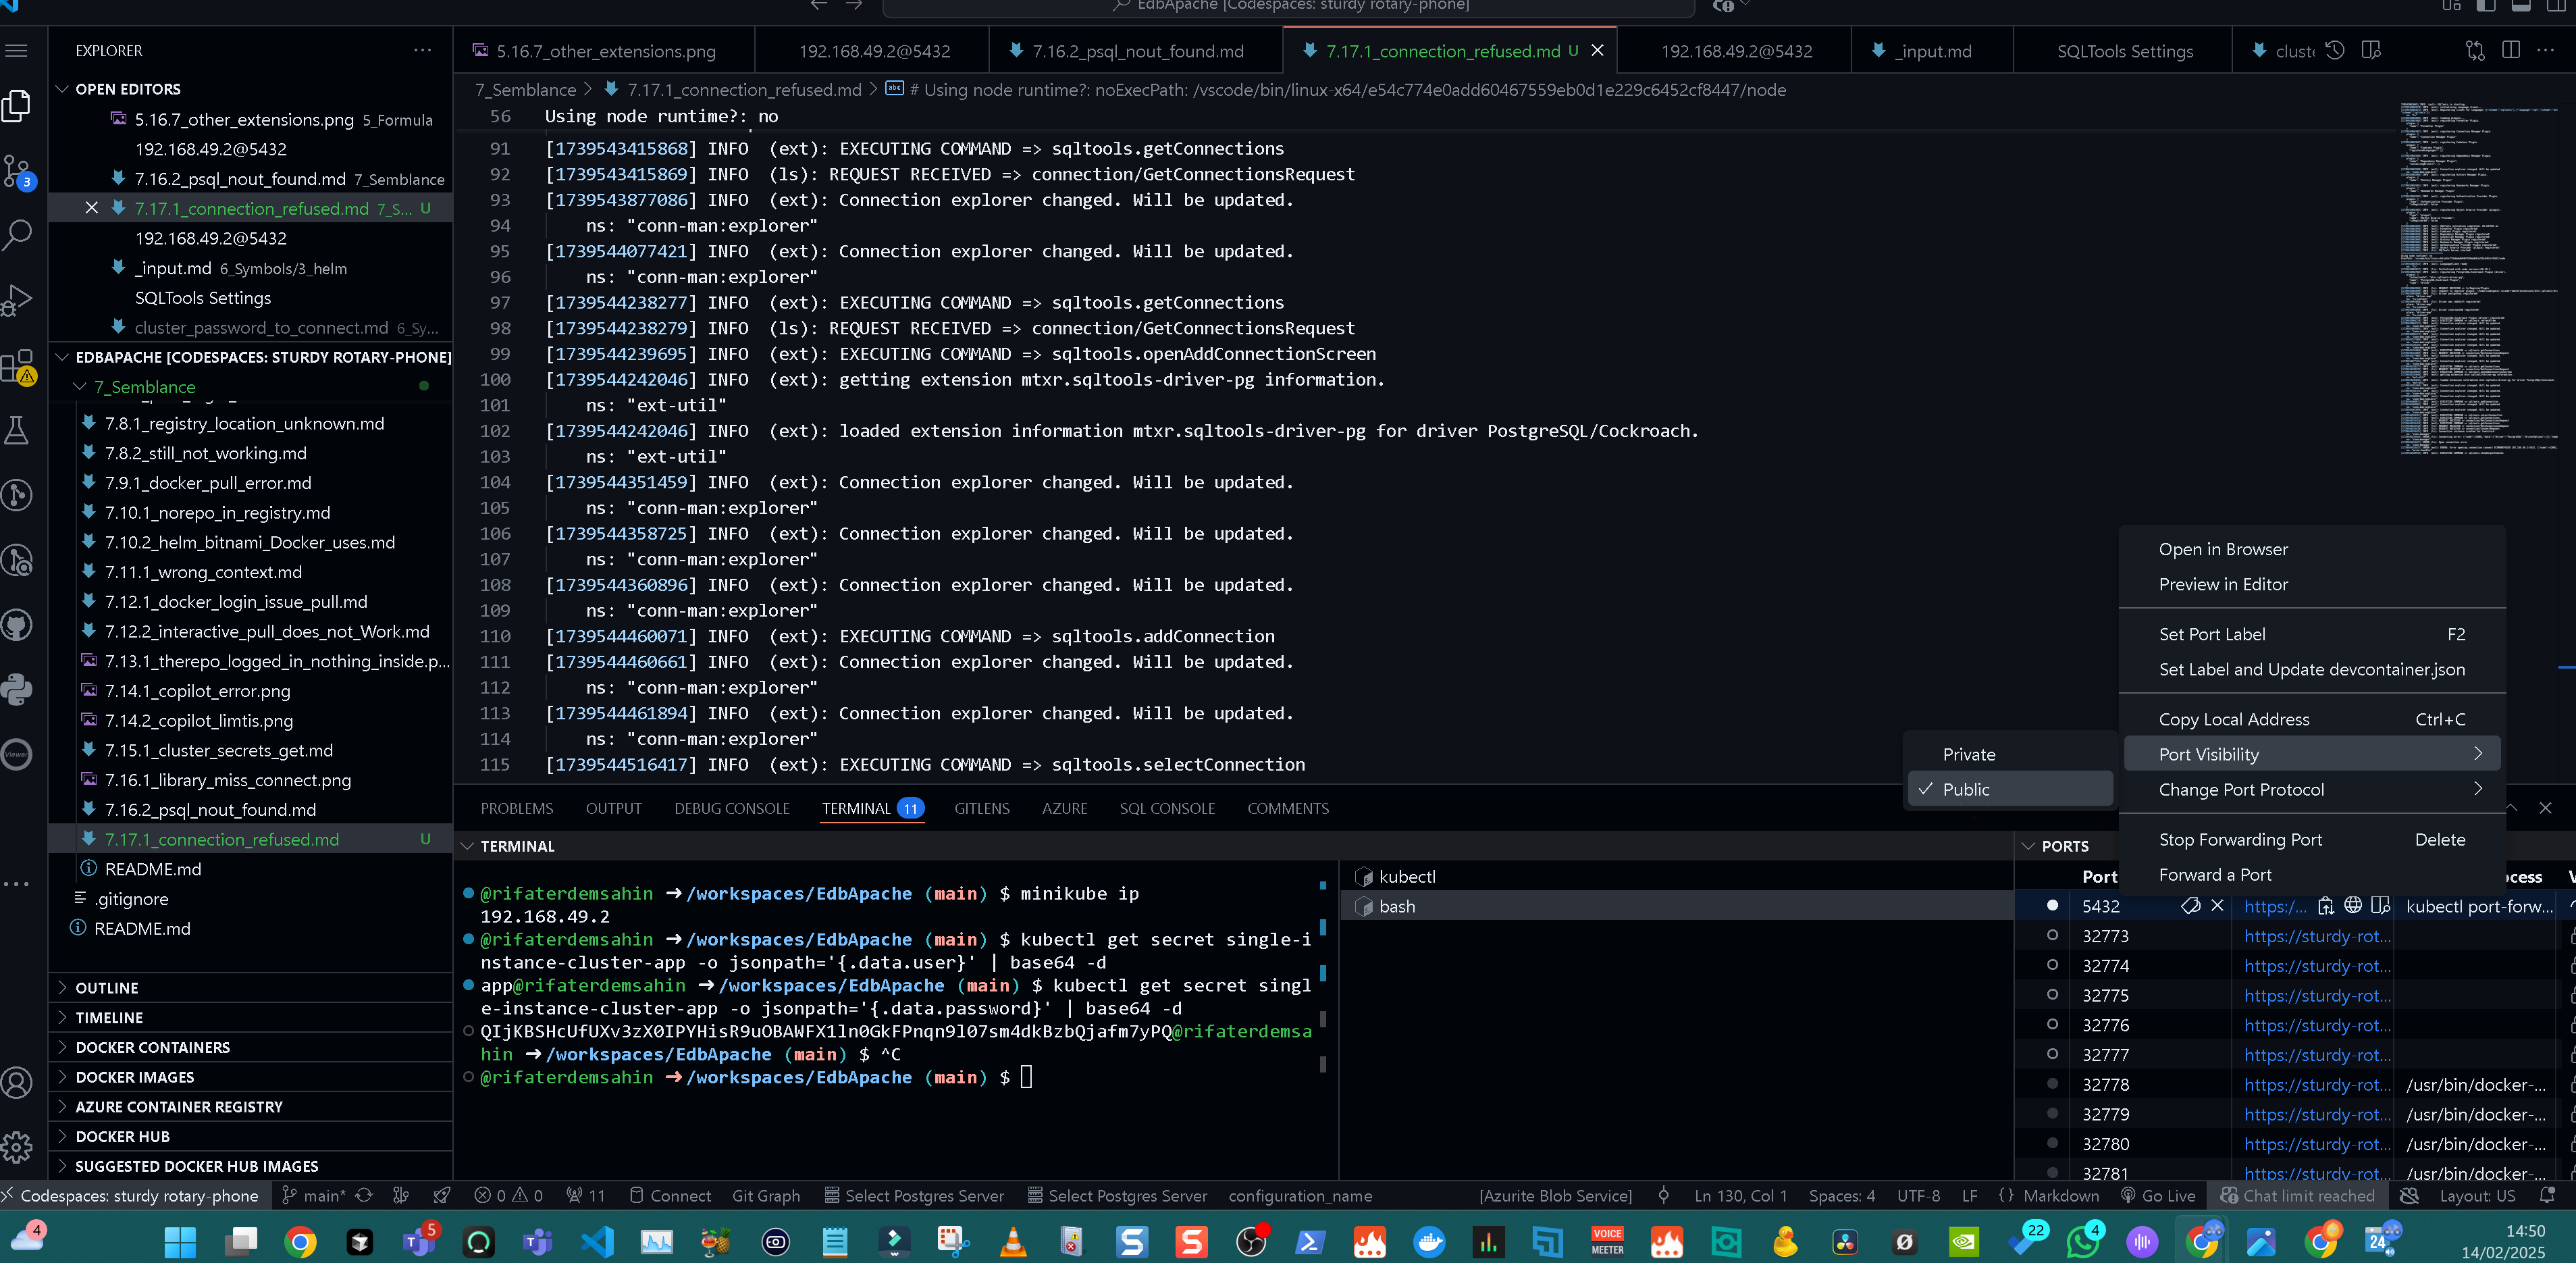 EdbApache [Codespaces: sturdy rotary-phone]
EXPLORER
5.16.7_other_extensions.png
192.168.49.2@5432
7.16.2_psql_nout_found.md
7.17.1_connection_refused.md U
192.168.49.2@5432
_input.md
SQLTools Settings
cluste
OPEN EDITORS
5.16.7_other_extensions.png 5_Formula
192.168.49.2@5432
7.16.2_psql_nout_found.md 7_Semblance
7.17.1_connection_refused.md 7_S... U
192.168.49.2@5432
_input.md 6_Symbols/3_helm
SQLTools Settings
cluster_password_to_connect.md 6_Sy...
EDBAPACHE [CODESPACES: STURDY ROTARY-PHONE]
7_Semblance
7.8.1_registry_location_unknown.md
7.8.2_still_not_working.md
7.9.1_docker_pull_error.md
7.10.1_norepo_in_registry.md
7.10.2_helm_bitnami_Docker_uses.md
7.11.1_wrong_context.md
7.12.1_docker_login_issue_pull.md
7.12.2_interactive_pull_does_not_Work.md
7.13.1_therepo_logged_in_nothing_inside.p...
7.14.1_copilot_error.png
7.14.2_copilot_limtis.png
7.15.1_cluster_secrets_get.md
7.16.1_library_miss_connect.png
7.16.2_psql_nout_found.md
7.17.1_connection_refused.md U
README.md
.gitignore
README.md
OUTLINE
TIMELINE
DOCKER CONTAINERS
DOCKER IMAGES
AZURE CONTAINER REGISTRY
DOCKER HUB
SUGGESTED DOCKER HUB IMAGES
7_Semblance > 7.17.1_connection_refused.md > # Using node runtime?: noExecPath: /vscode/bin/linux-x64/e54c774e0add60467559eb0d1e229c6452cf8447/node
56 Using node runtime?: no
91 [1739543415868] INFO (ext): EXECUTING COMMAND => sqltools.getConnections
92 [1739543415869] INFO (ls): REQUEST RECEIVED => connection/GetConnectionsRequest
93 [1739543877086] INFO (ext): Connection explorer changed. Will be updated.
94 ns: "conn-man:explorer"
95 [1739544077421] INFO (ext): Connection explorer changed. Will be updated.
96 ns: "conn-man:explorer"
97 [1739544238277] INFO (ext): EXECUTING COMMAND => sqltools.getConnections
98 [1739544238279] INFO (ls): REQUEST RECEIVED => connection/GetConnectionsRequest
99 [1739544239695] INFO (ext): EXECUTING COMMAND => sqltools.openAddConnectionScreen
100 [1739544242046] INFO (ext): getting extension mtxr.sqltools-driver-pg information.
101 ns: "ext-util"
102 [1739544242046] INFO (ext): loaded extension information mtxr.sqltools-driver-pg for driver PostgreSQL/Cockroach.
103 ns: "ext-util"
104 [1739544351459] INFO (ext): Connection explorer changed. Will be updated.
105 ns: "conn-man:explorer"
106 [1739544358725] INFO (ext): Connection explorer changed. Will be updated.
107 ns: "conn-man:explorer"
108 [1739544360896] INFO (ext): Connection explorer changed. Will be updated.
109 ns: "conn-man:explorer"
110 [1739544460071] INFO (ext): EXECUTING COMMAND => sqltools.addConnection
111 [1739544460661] INFO (ext): Connection explorer changed. Will be updated.
112 ns: "conn-man:explorer"
113 [1739544461894] INFO (ext): Connection explorer changed. Will be updated.
114 ns: "conn-man:explorer"
115 [1739544516417] INFO (ext): EXECUTING COMMAND => sqltools.selectConnection
Open in Browser
Preview in Editor
Set Port Label F2
Set Label and Update devcontainer.json
Copy Local Address Ctrl+C
Port Visibility
Change Port Protocol
Stop Forwarding Port Delete
Forward a Port
Private
Public
PROBLEMS OUTPUT DEBUG CONSOLE TERMINAL 11 GITLENS AZURE SQL CONSOLE COMMENTS
TERMINAL
@rifaterdemsahin ➜ /workspaces/EdbApache (main) $ minikube ip
192.168.49.2
@rifaterdemsahin ➜ /workspaces/EdbApache (main) $ kubectl get secret single-i
nstance-cluster-app -o jsonpath='{.data.user}' | base64 -d
app@rifaterdemsahin ➜ /workspaces/EdbApache (main) $ kubectl get secret singl
e-instance-cluster-app -o jsonpath='{.data.password}' | base64 -d
QIjKBSHcUfUXv3zX0IPYHisR9uOBAWFX1ln0GkFPnqn9l07sm4dkBzbQjafm7yPQ@rifaterdemsa
hin ➜ /workspaces/EdbApache (main) $ ^C
@rifaterdemsahin ➜ /workspaces/EdbApache (main) $
kubectl
bash
PORTS
Port cess V
5432 https:/... kubectl port-forw...
32773 https://sturdy-rot...
32774 https://sturdy-rot...
32775 https://sturdy-rot...
32776 https://sturdy-rot...
32777 https://sturdy-rot...
32778 https://sturdy-rot... /usr/bin/docker-...
32779 https://sturdy-rot... /usr/bin/docker-...
32780 https://sturdy-rot... /usr/bin/docker-...
32781 https://sturdy-rot... /usr/bin/docker-...
Codespaces: sturdy rotary-phone main* 0 0 11 Connect Git Graph Select Postgres Server Select Postgres Server configuration_name [Azurite Blob Service] Ln 130, Col 1 Spaces: 4 UTF-8 LF {} Markdown Go Live Chat limit reached Layout: US
3
Viewer
4
5
VOICE
MEETER
22
4
24
14:50
14/02/2025